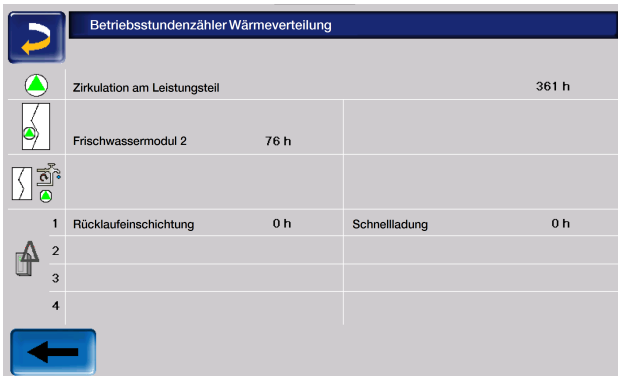 Betriebsstundenzähler Wärmeverteilung
Zirkulation am Leistungsteil 361 h
Frischwassermodul 2 76 h
1 Rücklaufeinschichtung 0 h Schnellladung 0 h
2
3
4